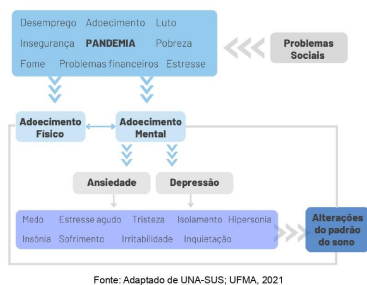 Desemprego Adoecimento Luto
Insegurança PANDEMIA Pobreza
Fome Problemas financeiros Estresse
Problemas
Sociais
Adoecimento
Físico
Adoecimento
Mental
Ansiedade
Depressão
Medo Estresse agudo Tristeza Isolamento Hipersonia
Insônia Sofrimento Irritabilidade Inquietação
Alterações
do padrão
do sono
Fonte: Adaptado de UNA-SUS; UFMA, 2021